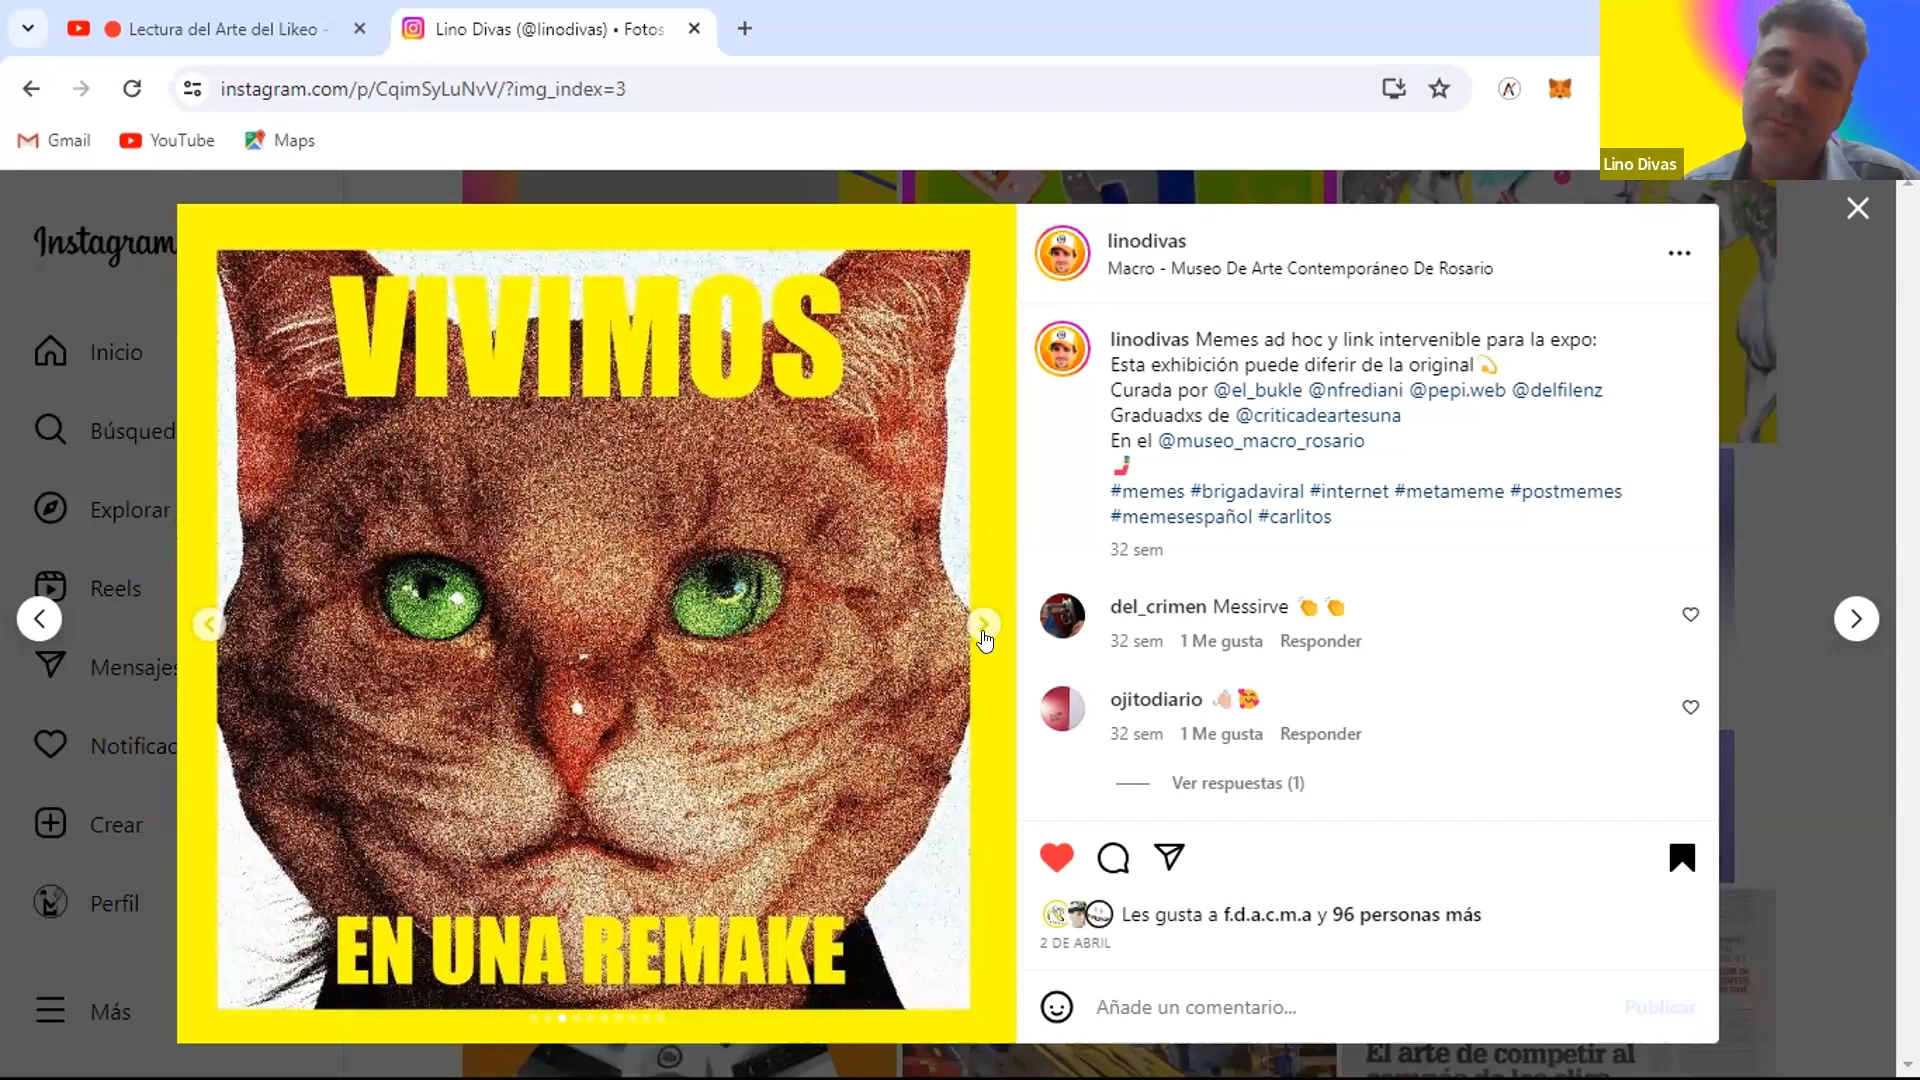 Lectura del Arte del Likeo -
Lino Divas (@linodivas) • Fotos
instagram.com/p/CqimSyLuNvV/?img_index=3
Gmail
YouTube
Maps
Lino Divas
Instagram
Inicio
Búsqued
Explorar
Reels
Mensajes
Notificac
Crear
Perfil
Más
VIVIMOS
EN UNA REMAKE
linodivas
Macro - Museo De Arte Contemporáneo De Rosario
linodivas Memes ad hoc y link intervenible para la expo:
Esta exhibición puede diferir de la original 💫
Curada por @el_bukle @nfrediani @pepi.web @delfilenz
Graduadxs de @criticadeartesuna
En el @museo_macro_rosario
🤳
#memes #brigadaviral #internet #metameme #postmemes
#memesespañol #carlitos
32 sem
del_crimen Messirve 👏 👏
32 sem 1 Me gusta Responder
ojitodiario 👏🏻 🥰
32 sem 1 Me gusta Responder
Ver respuestas (1)
Les gusta a f.d.a.c.m.a y 96 personas más
2 DE ABRIL
Añade un comentario...
Publicar
El arte de competir al